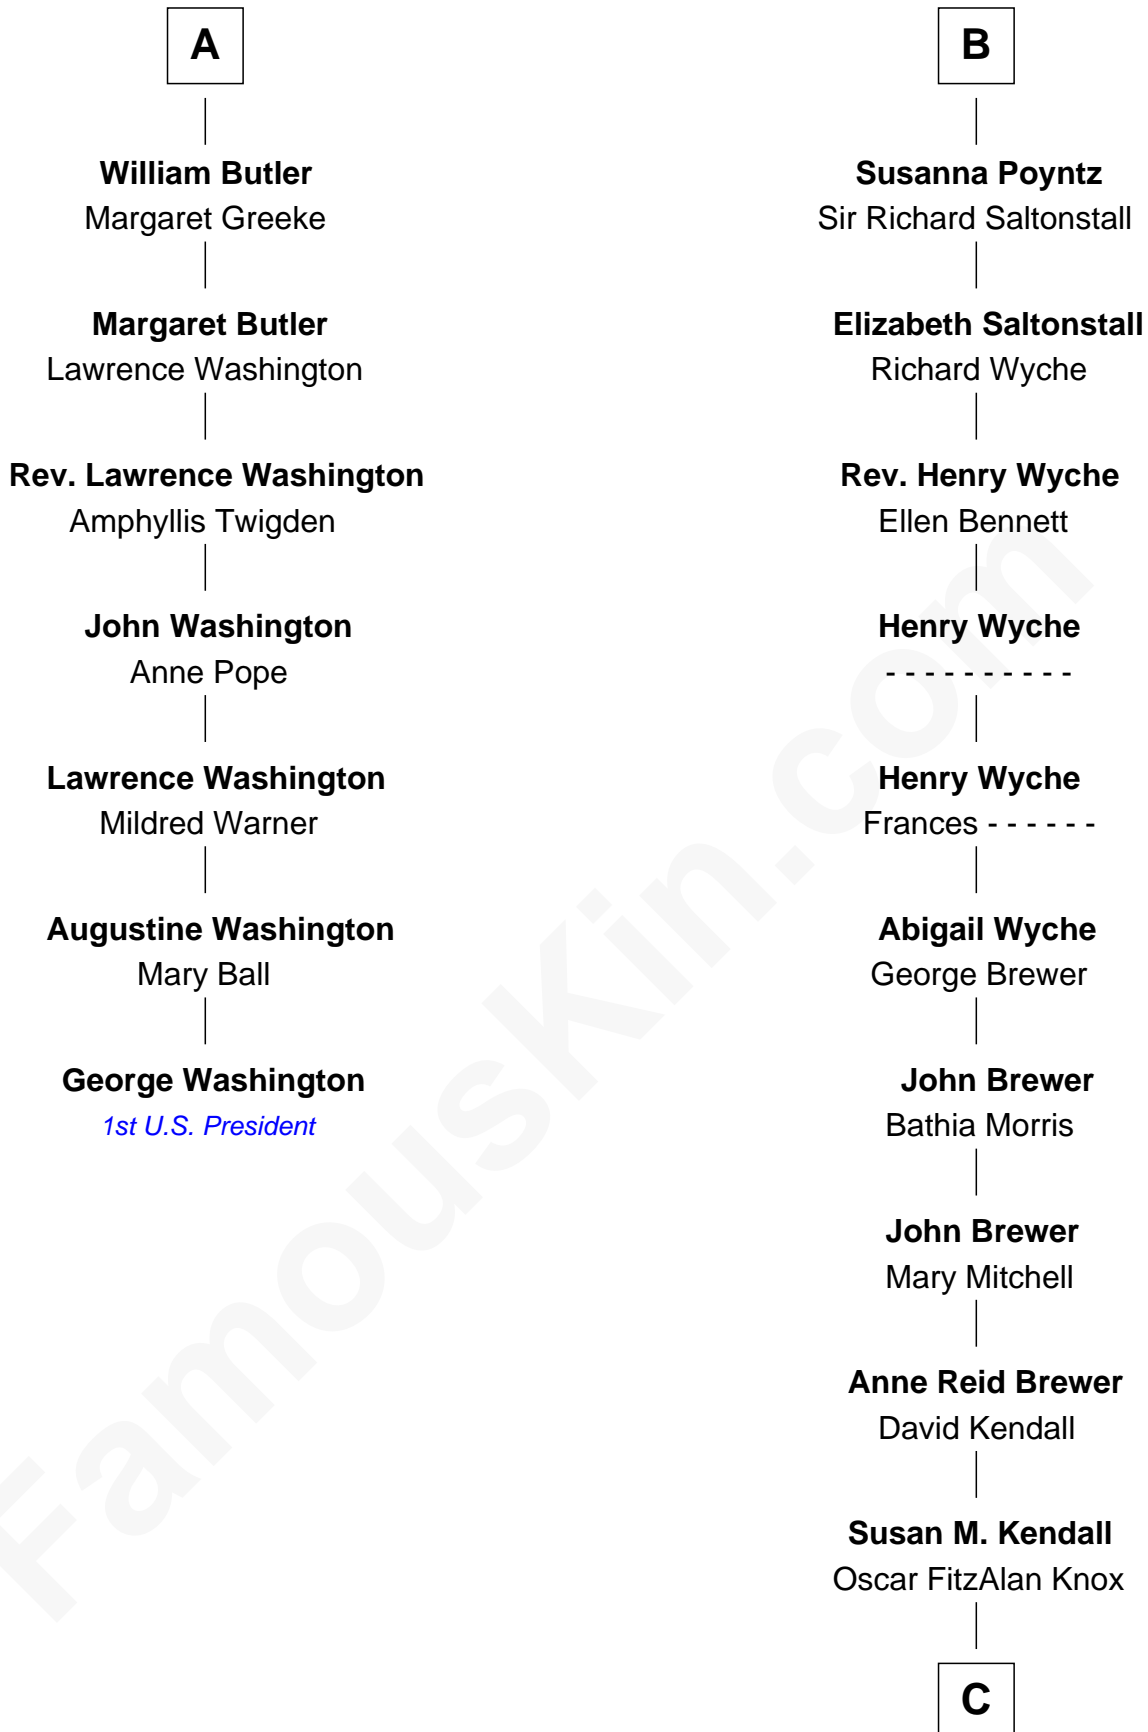 A
William Butler
Margaret Greeke
Margaret Butler
Lawrence Washington
Rev. Lawrence Washington
Amphyllis Twigden
John Washington
Anne Pope
Lawrence Washington
Mildred Warner
Augustine Washington
Mary Ball
George Washington
1st U.S. President
B
Susanna Poyntz
Sir Richard Saltonstall
Elizabeth Saltonstall
Richard Wyche
Rev. Henry Wyche
Ellen Bennett
Henry Wyche
- - - - - - - - - -
Henry Wyche
Frances - - - - - -
Abigail Wyche
George Brewer
John Brewer
Bathia Morris
John Brewer
Mary Mitchell
Anne Reid Brewer
David Kendall
Susan M. Kendall
Oscar FitzAlan Knox
C
FamousKin.com